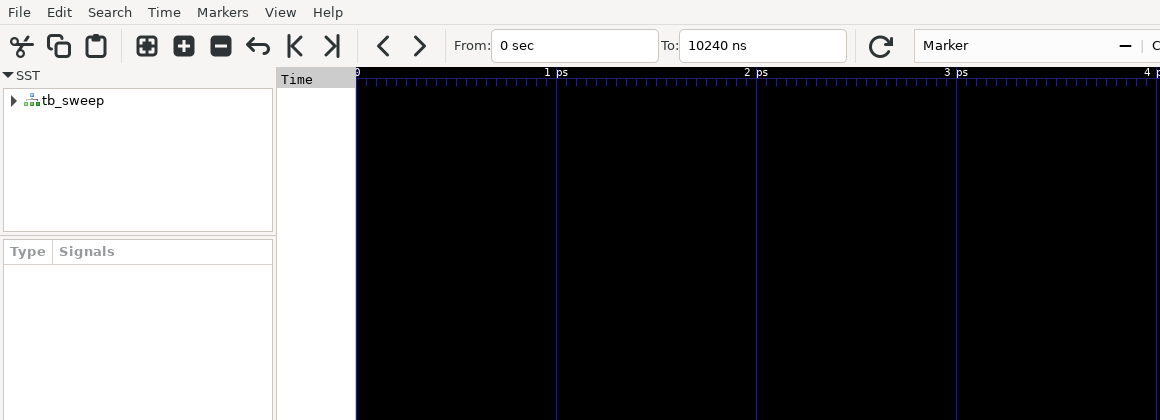 File Edit Search Time Markers View Help
From: 0 sec To: 10240 ns Marker — | C
SST
tb_sweep
Type Signals
Time
0 1 ps 2 ps 3 ps 4 p